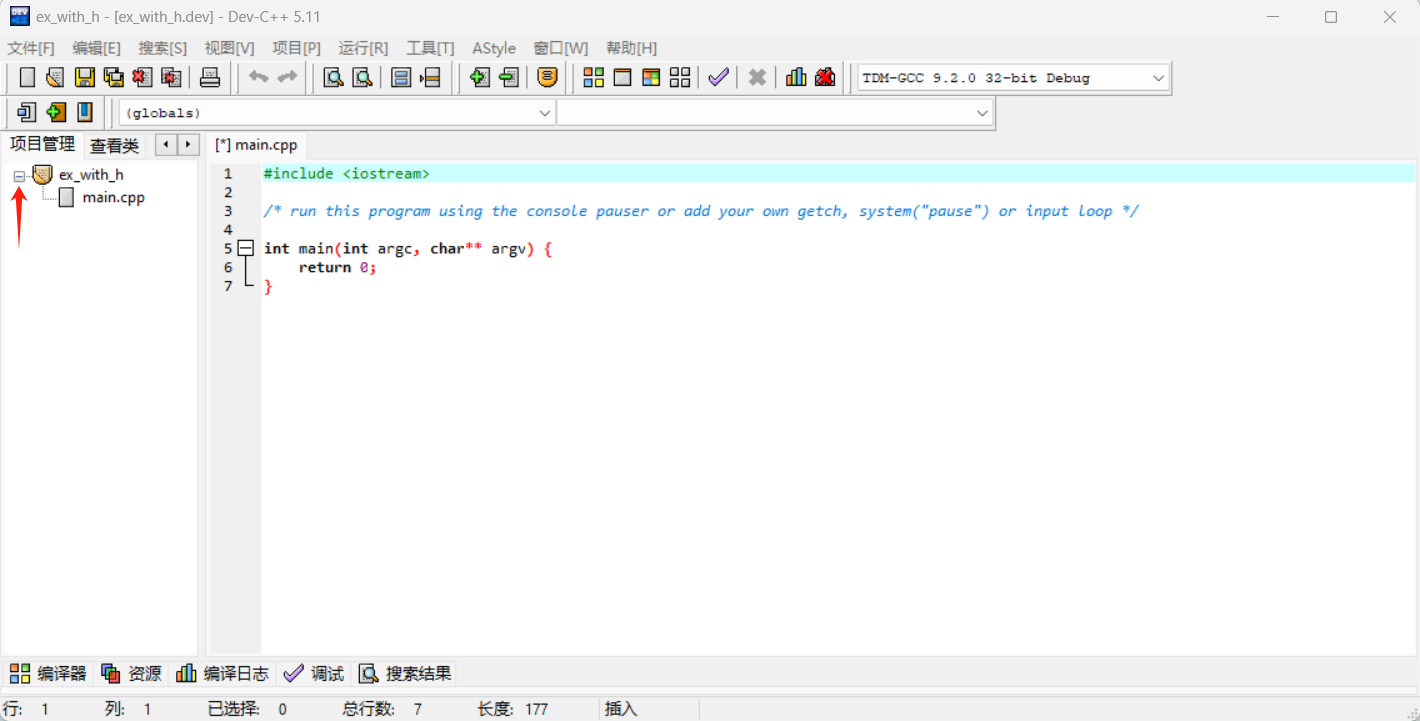 ex_with_h - [ex_with_h.dev] - Dev-C++ 5.11
文件[F] 编辑[E] 搜索[S] 视图[V] 项目[P] 运行[R] 工具[T] AStyle 窗口[W] 帮助[H]
TDM-GCC 9.2.0 32-bit Debug
(globals)
项目管理 查看类 [*] main.cpp
ex_with_h
main.cpp
1 #include <iostream>
2
3 /* run this program using the console pauser or add your own getch, system("pause") or input loop */
4
5 int main(int argc, char** argv) {
6     return 0;
7 }
编译器 资源 编译日志 调试 搜索结果
行: 1 列: 1 已选择: 0 总行数: 7 长度: 177 插入